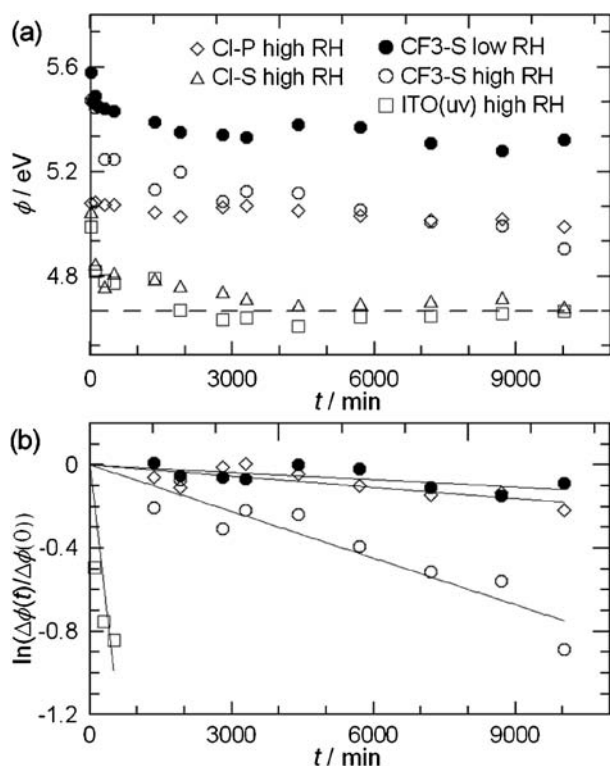 (a)
Cl-P high RH
Cl-S high RH
CF3-S low RH
CF3-S high RH
ITO(uv) high RH
5.6
5.2
4.8
ϕ / eV
0 3000 6000 9000
t / min
(b)
0
-0.4
-0.8
-1.2
ln(Δϕ(t)/Δϕ(0))
0 3000 6000 9000
t / min